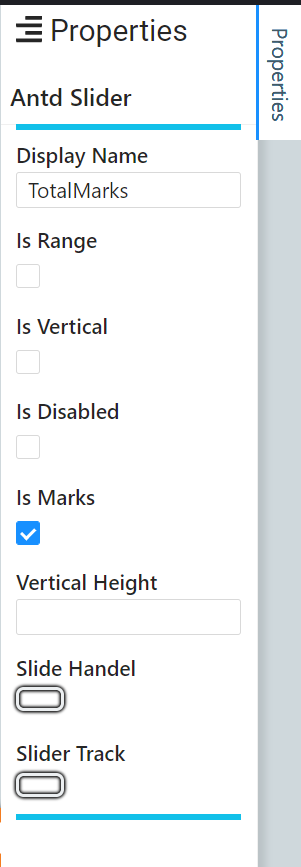 Properties
Properties
Antd Slider
Display Name
TotalMarks
Is Range
Is Vertical
Is Disabled
Is Marks
Vertical Height
Slide Handel
Slider Track